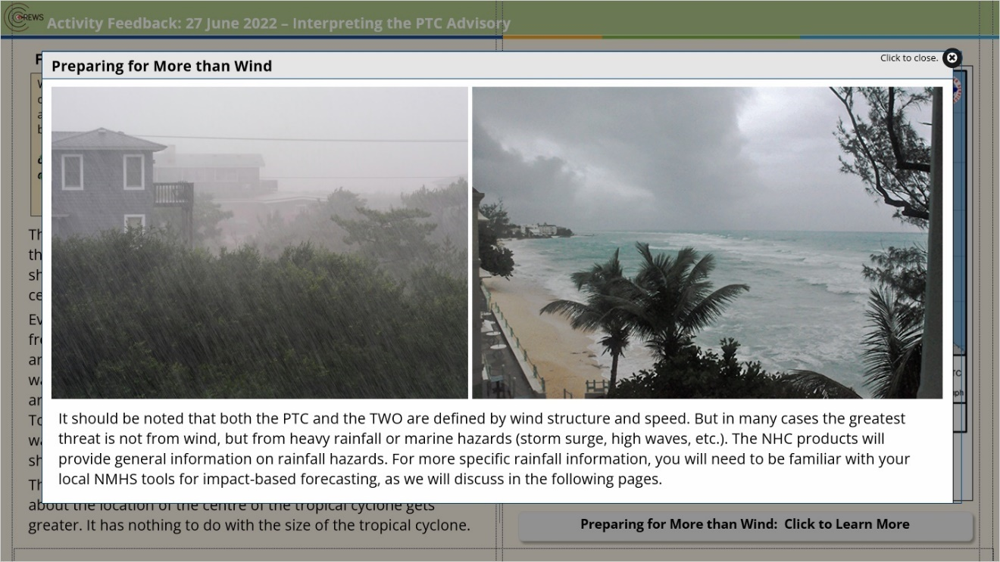 CREWS
Activity Feedback: 27 June 2022 – Interpreting the PTC Advisory
Click to close.
Preparing for More than Wind
It should be noted that both the PTC and the TWO are defined by wind structure and speed. But in many cases the greatest
threat is not from wind, but from heavy rainfall or marine hazards (storm surge, high waves, etc.). The NHC products will
provide general information on rainfall hazards. For more specific rainfall information, you will need to be familiar with your
local NMHS tools for impact-based forecasting, as we will discuss in the following pages.
about the location of the centre of the tropical cyclone gets
greater. It has nothing to do with the size of the tropical cyclone.
Preparing for More than Wind: Click to Learn More